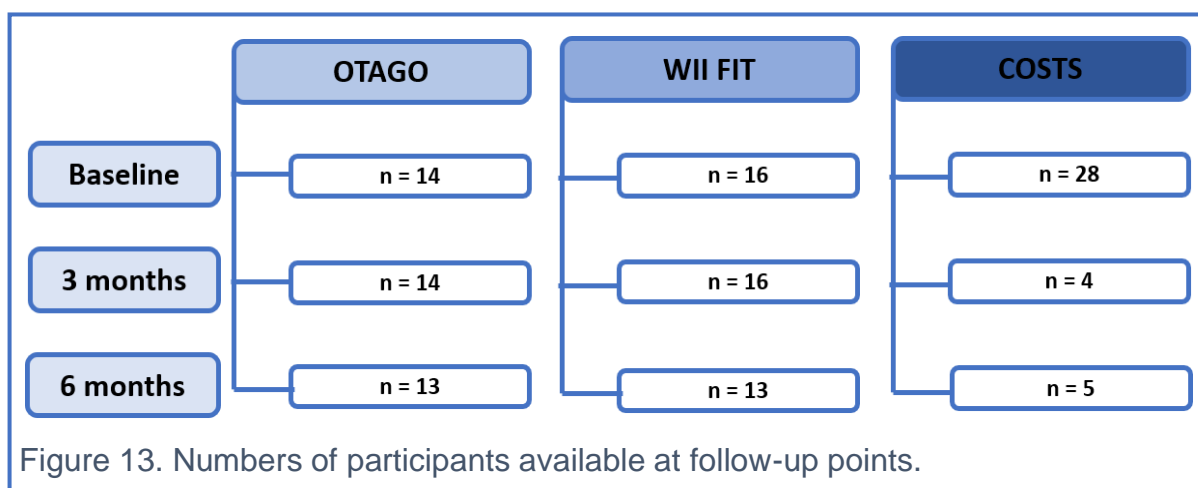 OTAGO WII FIT COSTS
Baseline n = 14 n = 16 n = 28
3 months n = 14 n = 16 n = 4
6 months n = 13 n = 13 n = 5
Figure 13. Numbers of participants available at follow-up points.